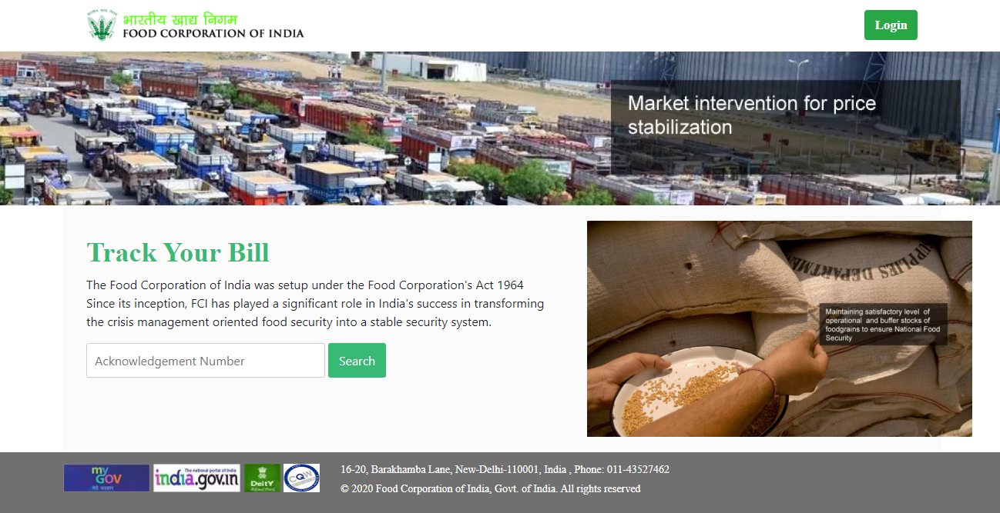 भारतीय खाद्य निगम
FOOD CORPORATION OF INDIA
Login
Market intervention for price
stabilization
Track Your Bill
The Food Corporation of India was setup under the Food Corporation's Act 1964
Since its inception, FCI has played a significant role in India's success in transforming
the crisis management oriented food security into a stable security system.
Acknowledgement Number
Search
SUPPLIES DEPARTM
Maintaining satisfactory level of
operational and buffer stocks of
foodgrains to ensure National Food
Security
my
GOV
मेरी सरकार
The national portal of India
india.gov.in
DeitY
CQW
16-20, Barakhamba Lane, New-Delhi-110001, India , Phone: 011-43527462
© 2020 Food Corporation of India, Govt. of India. All rights reserved